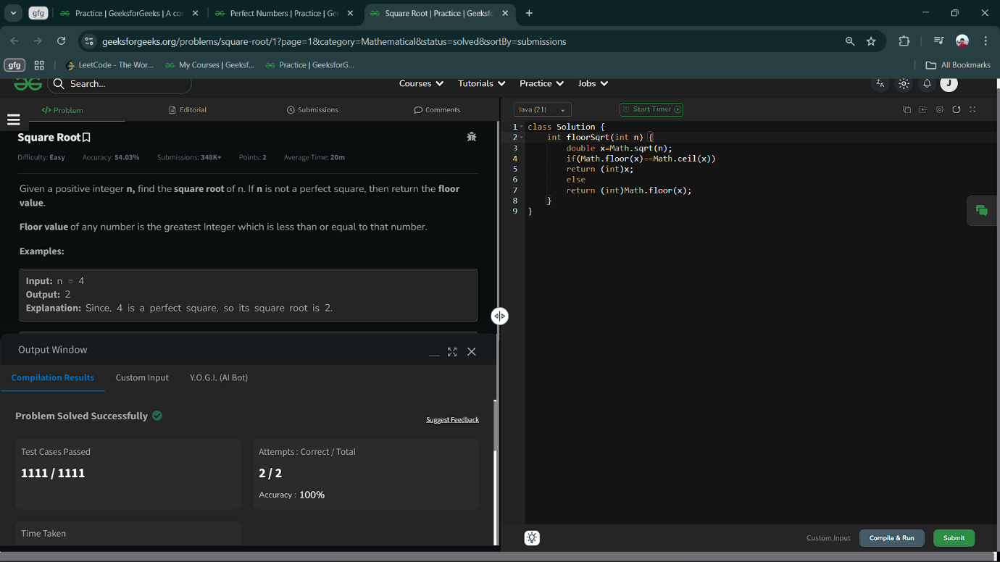 gfg
Practice | GeeksforGeeks | A co
Perfect Numbers | Practice | Ge
Square Root | Practice | Geeksfo
geeksforgeeks.org/problems/square-root/1?page=1&category=Mathematical&status=solved&sortBy=submissions
gfg
LeetCode - The Wor...
My Courses | Geeksf...
Practice | GeeksforG...
All Bookmarks
Search...
Courses
Tutorials
Practice
Jobs
J
</> Problem
Editorial
Submissions
Comments
Square Root
Difficulty: Easy Accuracy: 54.03% Submissions: 348K+ Points: 2 Average Time: 20m
Given a positive integer n, find the square root of n. If n is not a perfect square, then return the floor
value.
Floor value of any number is the greatest Integer which is less than or equal to that number.
Examples:
Input: n = 4
Output: 2
Explanation: Since, 4 is a perfect square, so its square root is 2.
Output Window
Compilation Results
Custom Input
Y.O.G.I. (AI Bot)
Problem Solved Successfully
Suggest Feedback
Test Cases Passed
1111 / 1111
Attempts : Correct / Total
2 / 2
Accuracy : 100%
Time Taken
Java (21)
Start Timer
1 class Solution {
2 int floorSqrt(int n) {
3 double x=Math.sqrt(n);
4 if(Math.floor(x)==Math.ceil(x))
5 return (int)x;
6 else
7 return (int)Math.floor(x);
8 }
9 }
Custom Input
Compile & Run
Submit